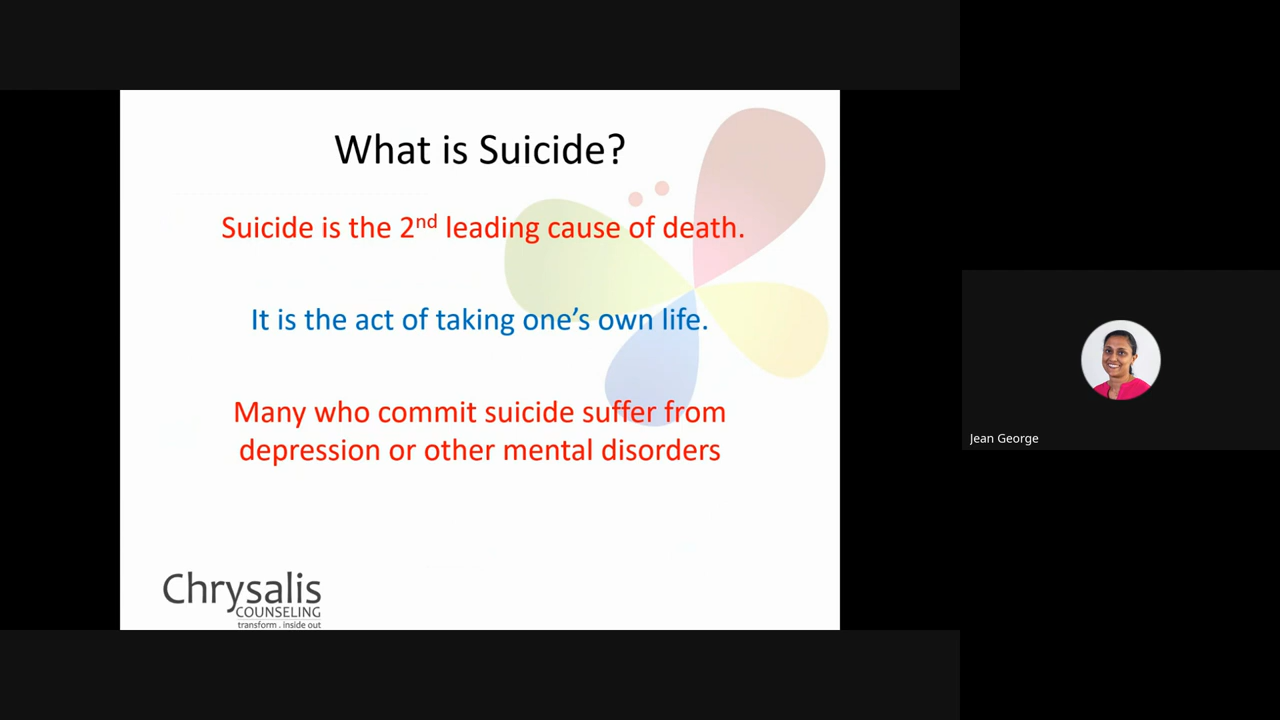 What is Suicide?
Suicide is the 2nd leading cause of death.
It is the act of taking one’s own life.
Many who commit suicide suffer from
depression or other mental disorders
Chrysalis
COUNSELING
transform . inside out
Jean George